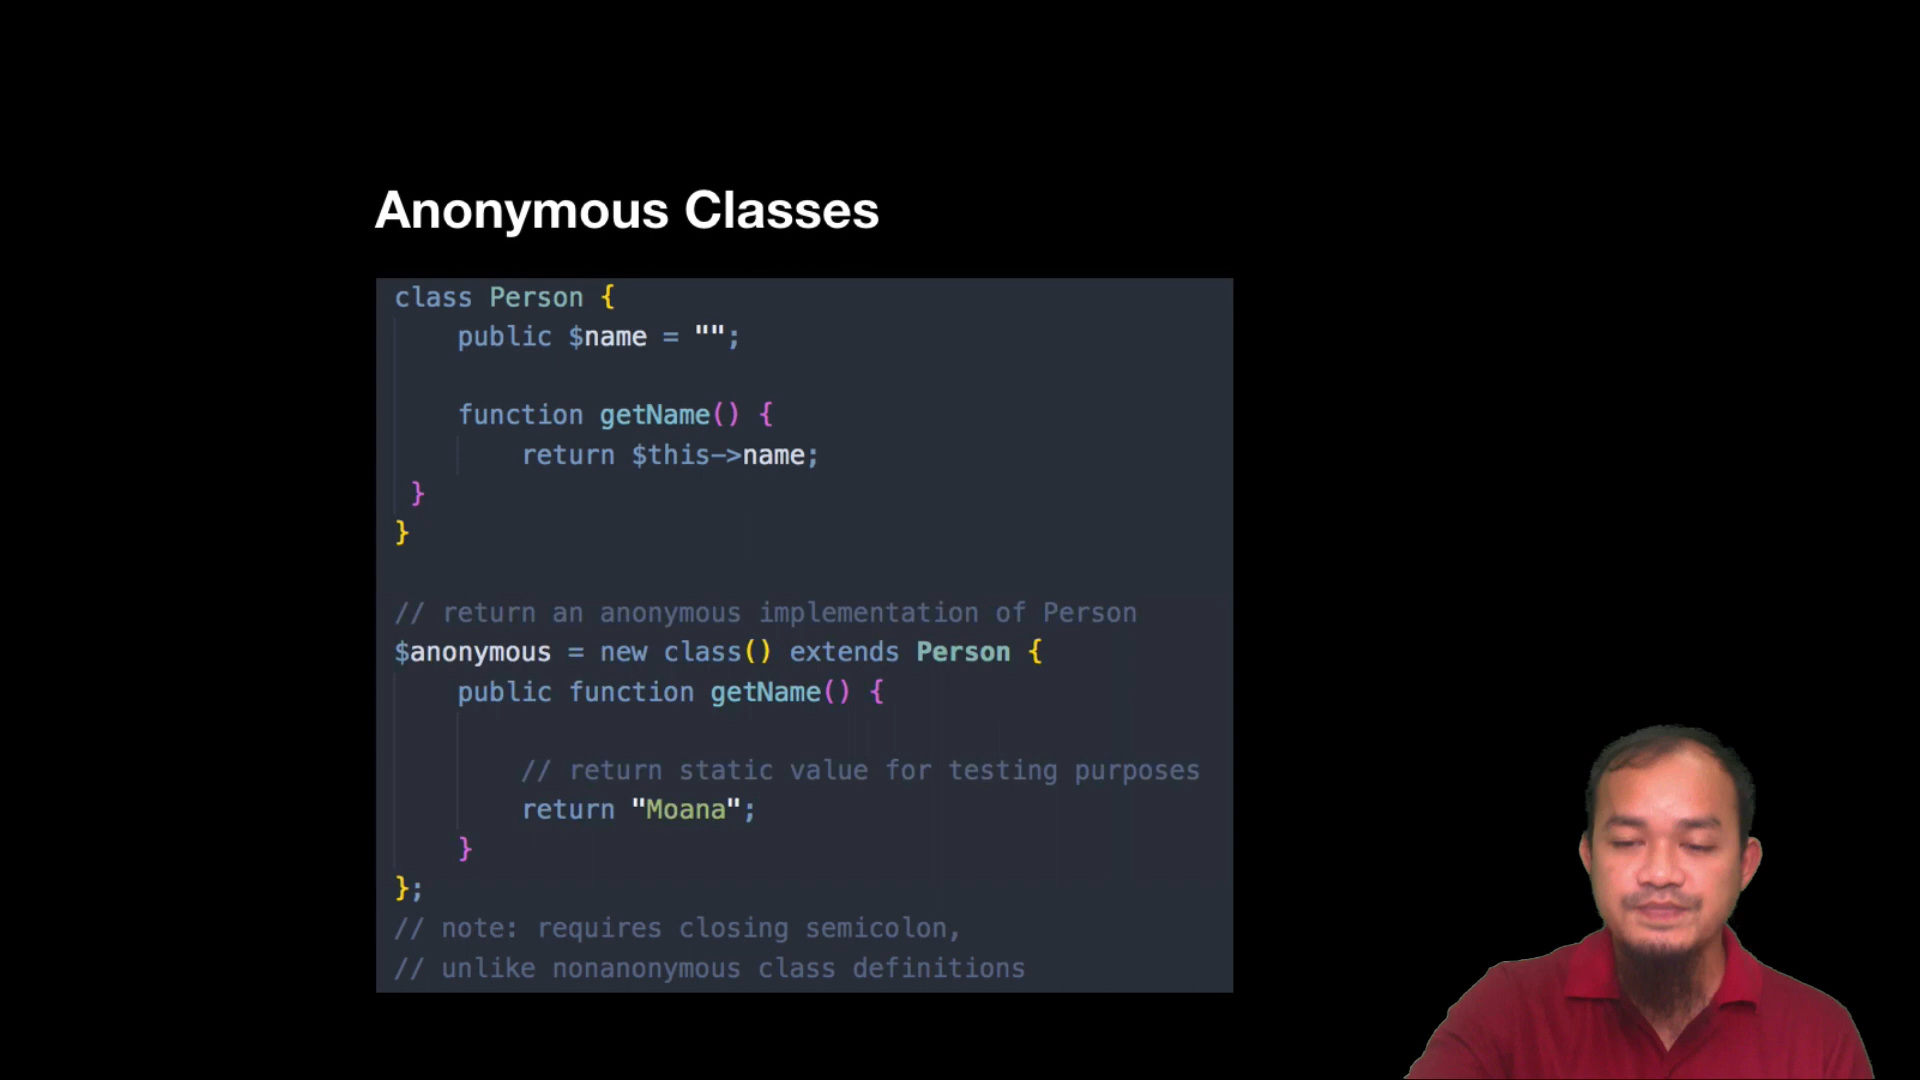 Anonymous Classes
class Person {
public $name = "";
function getName() {
return $this->name;
}
}
// return an anonymous implementation of Person
$anonymous = new class() extends Person {
public function getName() {
// return static value for testing purposes
return "Moana";
}
};
// note: requires closing semicolon,
// unlike nonanonymous class definitions